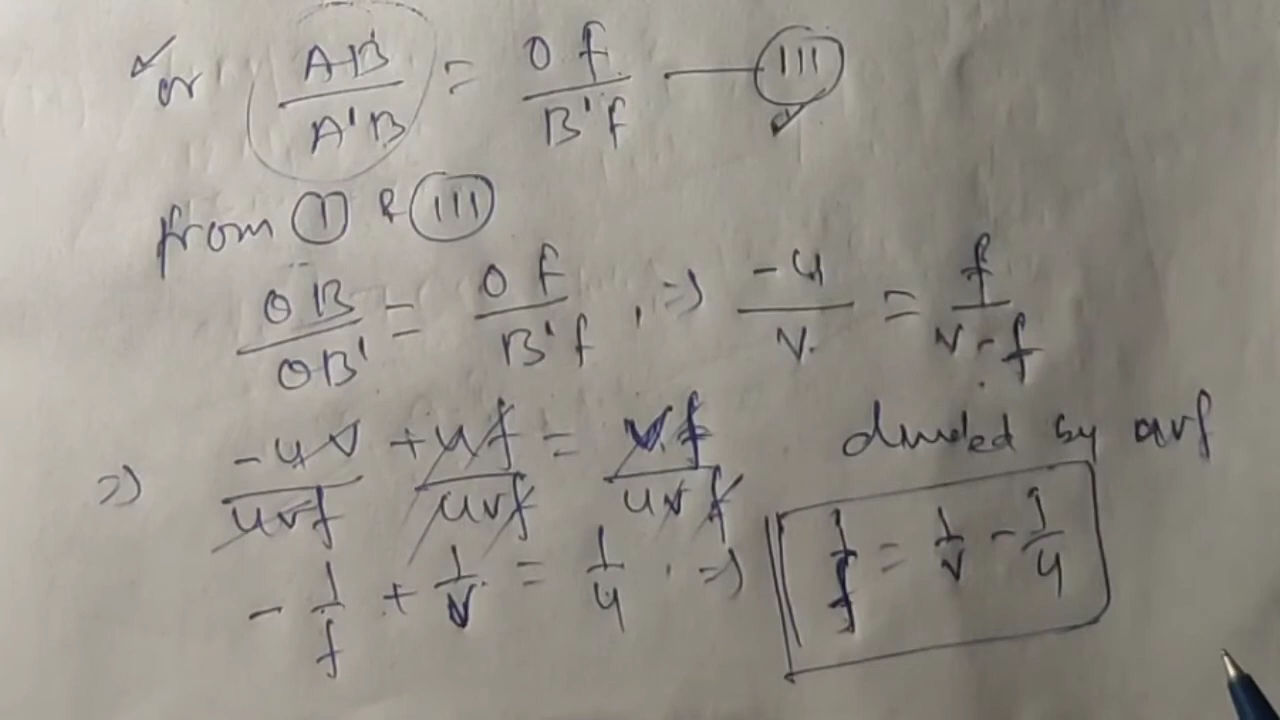 or AB/A'B = Of/B'f — (III)
from (I) & (III)
OB/OB' = Of/B'f, => -u/v. = f/v-f
=> -uv/uvf + uf/uvf = vf/uvf divided by uvf
-1/f + 1/v = 1/u . => 1/f = 1/v - 1/u